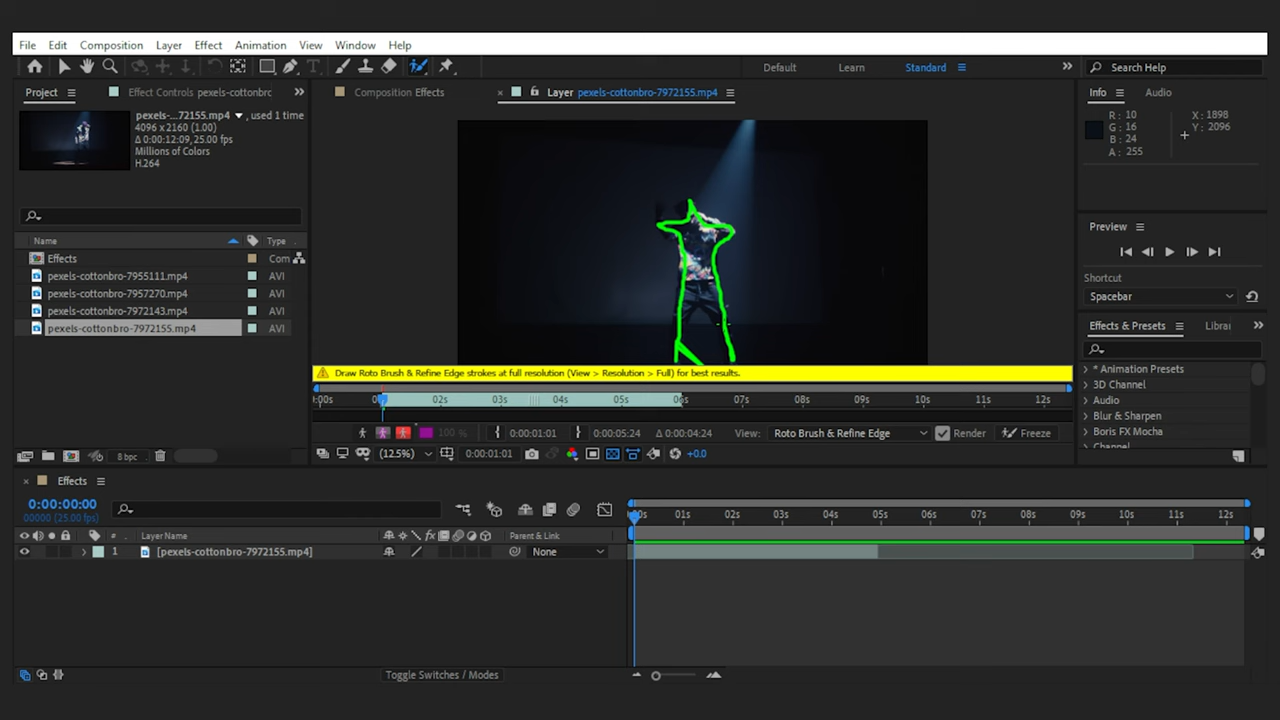 File Edit Composition Layer Effect Animation View Window Help
Default Learn Standard Search Help
Project Effect Controls pexels-cottonbrc
Composition Effects
Layer pexels-cottonbro-7972155.mp4
Info Audio
pexels-...72155.mp4 , used 1 time
4096 x 2160 (1.00)
Δ 0:00:12:09, 25.00 fps
Millions of Colors
H.264
R: 10
G: 16
B: 24
A: 255
X: 1898
Y: 2096
Preview
Shortcut
Spacebar
Name Type
Effects Com
pexels-cottonbro-7955111.mp4 AVI
pexels-cottonbro-7957270.mp4 AVI
pexels-cottonbro-7972143.mp4 AVI
pexels-cottonbro-7972155.mp4 AVI
Effects & Presets Librar
* Animation Presets
3D Channel
Audio
Blur & Sharpen
Boris FX Mocha
Channel
Draw Roto Brush & Refine Edge strokes at full resolution (View > Resolution > Full) for best results.
:00s 02s 03s 04s 05s 06s 07s 08s 09s 10s 11s 12s
100 % 0:00:01:01 0:00:05:24 Δ 0:00:04:24 View: Roto Brush & Refine Edge Render Freeze
8 bpc
(12.5%) 0:00:01:01 +0.0
Effects
0:00:00:00
00000 (25.00 fps)
:00s 01s 02s 03s 04s 05s 06s 07s 08s 09s 10s 11s 12s
# Layer Name fx Parent & Link
1 [pexels-cottonbro-7972155.mp4] None
Toggle Switches / Modes